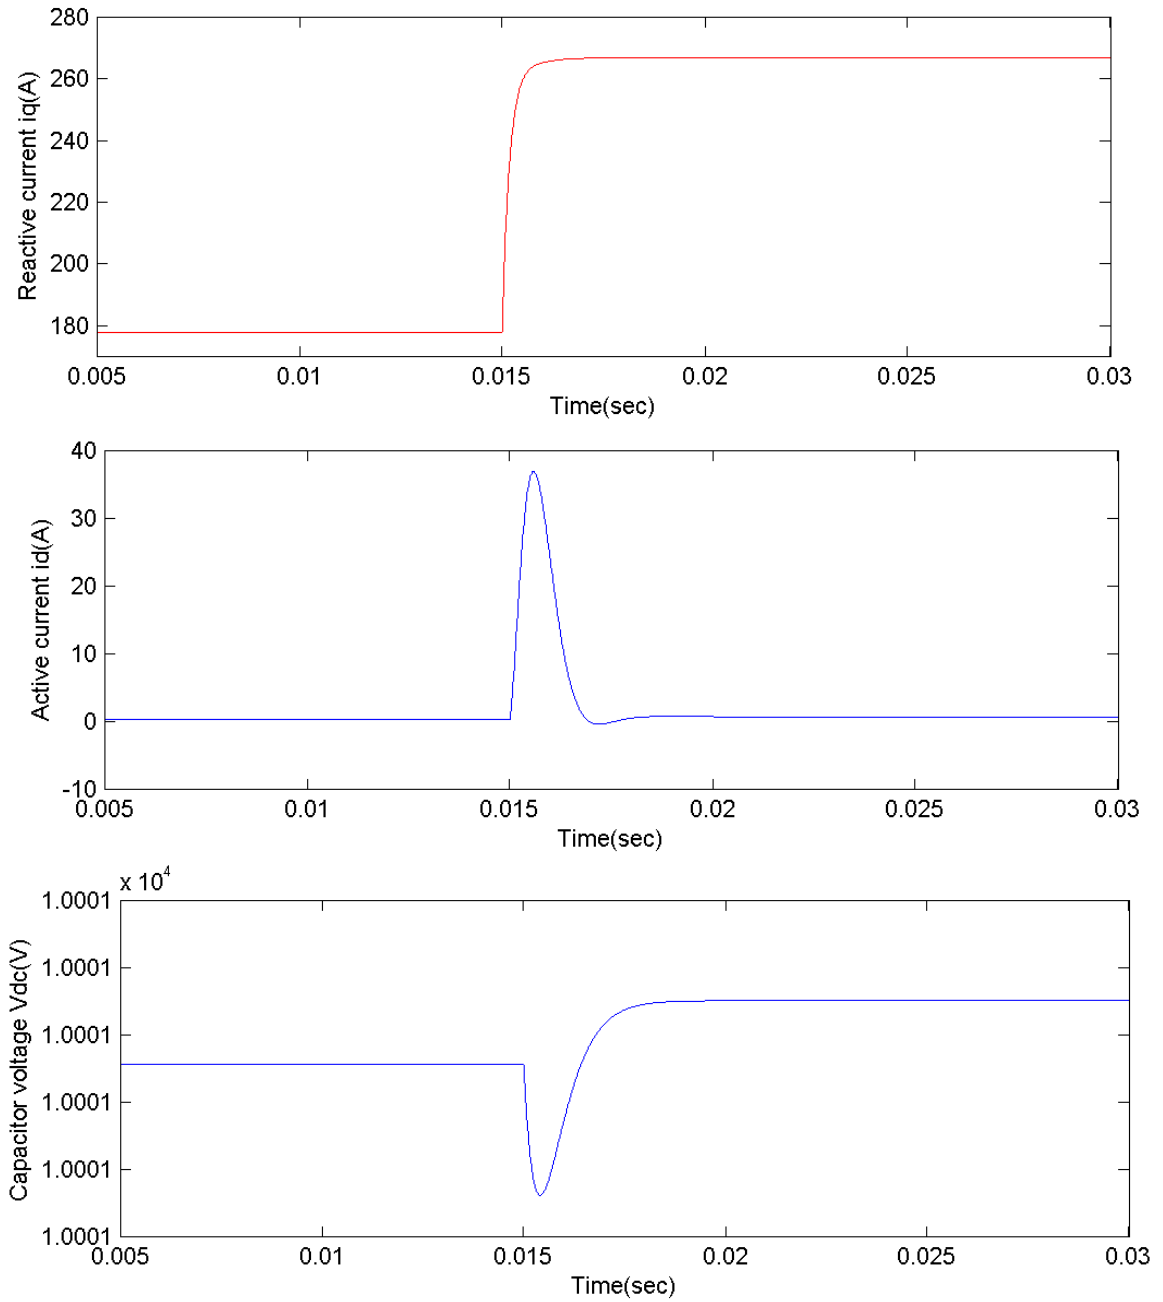 280
260
240
220
200
180
Reactive current iq(A)
0.005 0.01 0.015 0.02 0.025 0.03
Time(sec)
40
30
20
10
0
-10
Active current id(A)
0.005 0.01 0.015 0.02 0.025 0.03
Time(sec)
x 10^4
1.0001
1.0001
1.0001
1.0001
1.0001
1.0001
Capacitor voltage Vdc(V)
0.005 0.01 0.015 0.02 0.025 0.03
Time(sec)